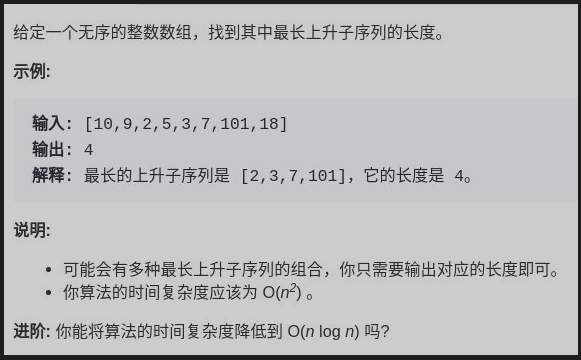 给定一个无序的整数数组，找到其中最长上升子序列的长度。
示例:
输入: [10,9,2,5,3,7,101,18]
输出: 4
解释: 最长的上升子序列是 [2,3,7,101]，它的长度是 4。
说明:
• 可能会有多种最长上升子序列的组合，你只需要输出对应的长度即可。
• 你算法的时间复杂度应该为 O(n²) 。
进阶: 你能将算法的时间复杂度降低到 O(n log n) 吗?